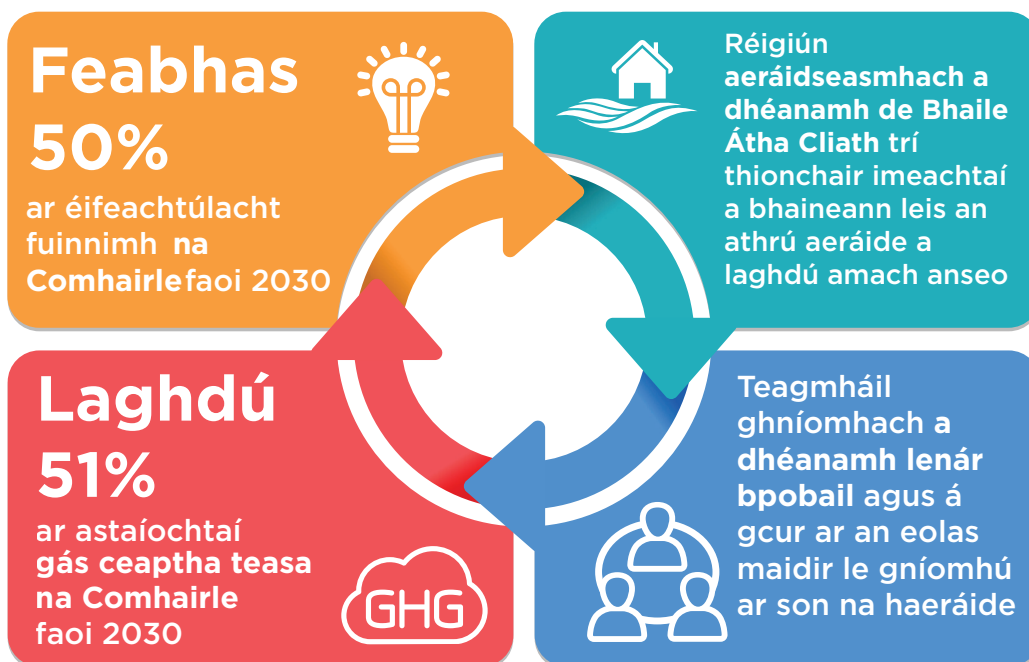 Feabhas
50%
ar éifeachtúlacht
fuinnimh na
Comhairle faoi 2030
Réigiún
aeráidseasmhach a
dhéanamh de Bhaile
Átha Cliath trí
thionchair imeachtaí
a bhaineann leis an
athrú aeráide a
laghdú amach anseo
Laghdú
51%
ar astaíochtaí
gás ceaptha teasa
na Comhairle
faoi 2030
GHG
Teagmháil
ghníomhach a
dhéanamh lenár
bpobail agus á
gcur ar an eolas
maidir le gníomhú
ar son na haeráide